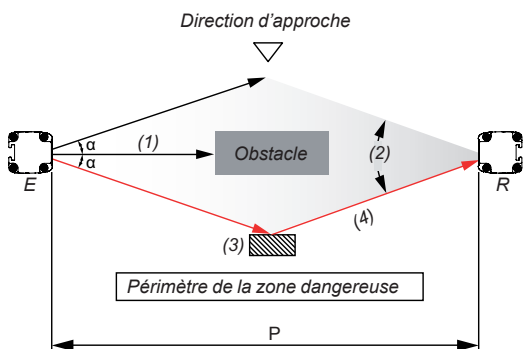 Direction d'approche
α
α
(1)
Obstacle
(2)
E
R
(3)
(4)
Périmètre de la zone dangereuse
P